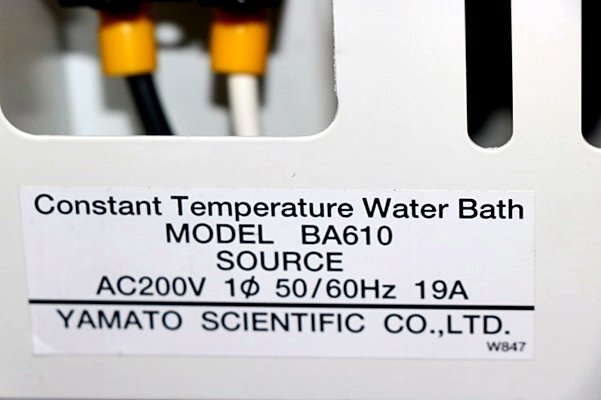 Constant Temperature Water Bath
MODEL BA610
SOURCE
AC200V 1Φ 50/60Hz 19A
YAMATO SCIENTIFIC CO.,LTD.
W847